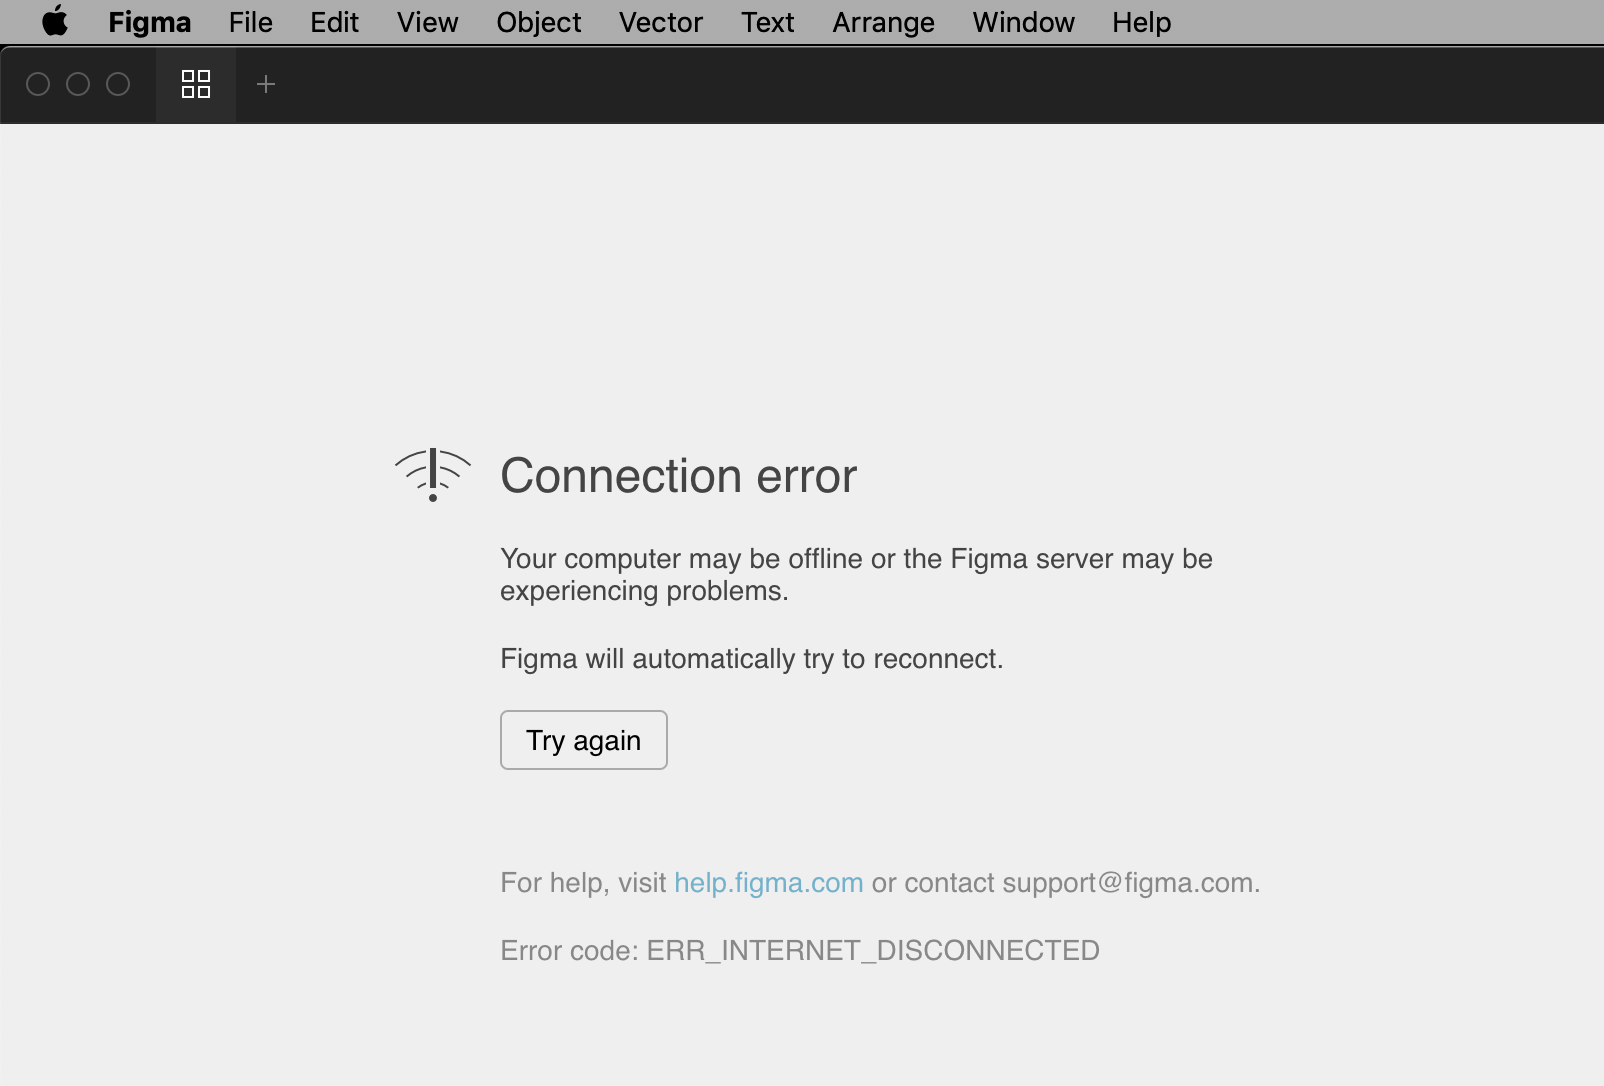 Figma File Edit View Object Vector Text Arrange Window Help
Connection error
Your computer may be offline or the Figma server may be
experiencing problems.
Figma will automatically try to reconnect.
Try again
For help, visit help.figma.com or contact support@figma.com.
Error code: ERR_INTERNET_DISCONNECTED